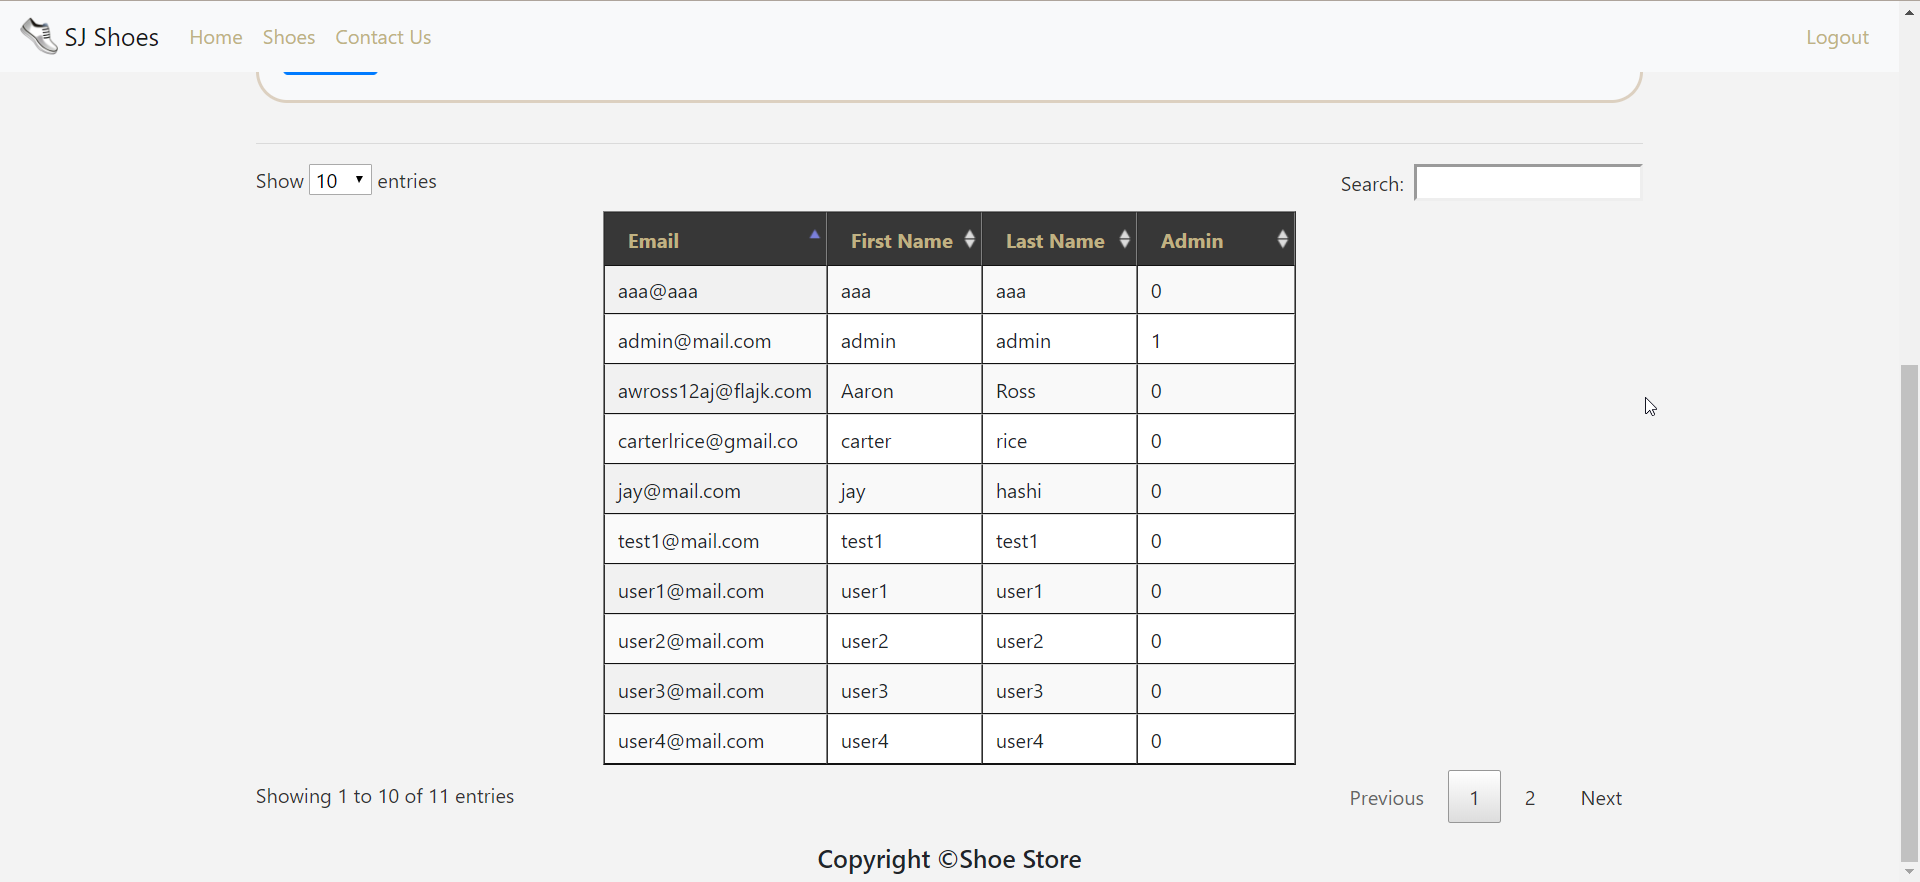 SJ Shoes Home Shoes Contact Us Logout
Show 10 entries Search:
Email First Name Last Name Admin
aaa@aaa aaa aaa 0
admin@mail.com admin admin 1
awross12aj@flajk.com Aaron Ross 0
carterlrice@gmail.co carter rice 0
jay@mail.com jay hashi 0
test1@mail.com test1 test1 0
user1@mail.com user1 user1 0
user2@mail.com user2 user2 0
user3@mail.com user3 user3 0
user4@mail.com user4 user4 0
Showing 1 to 10 of 11 entries Previous 1 2 Next
Copyright ©Shoe Store